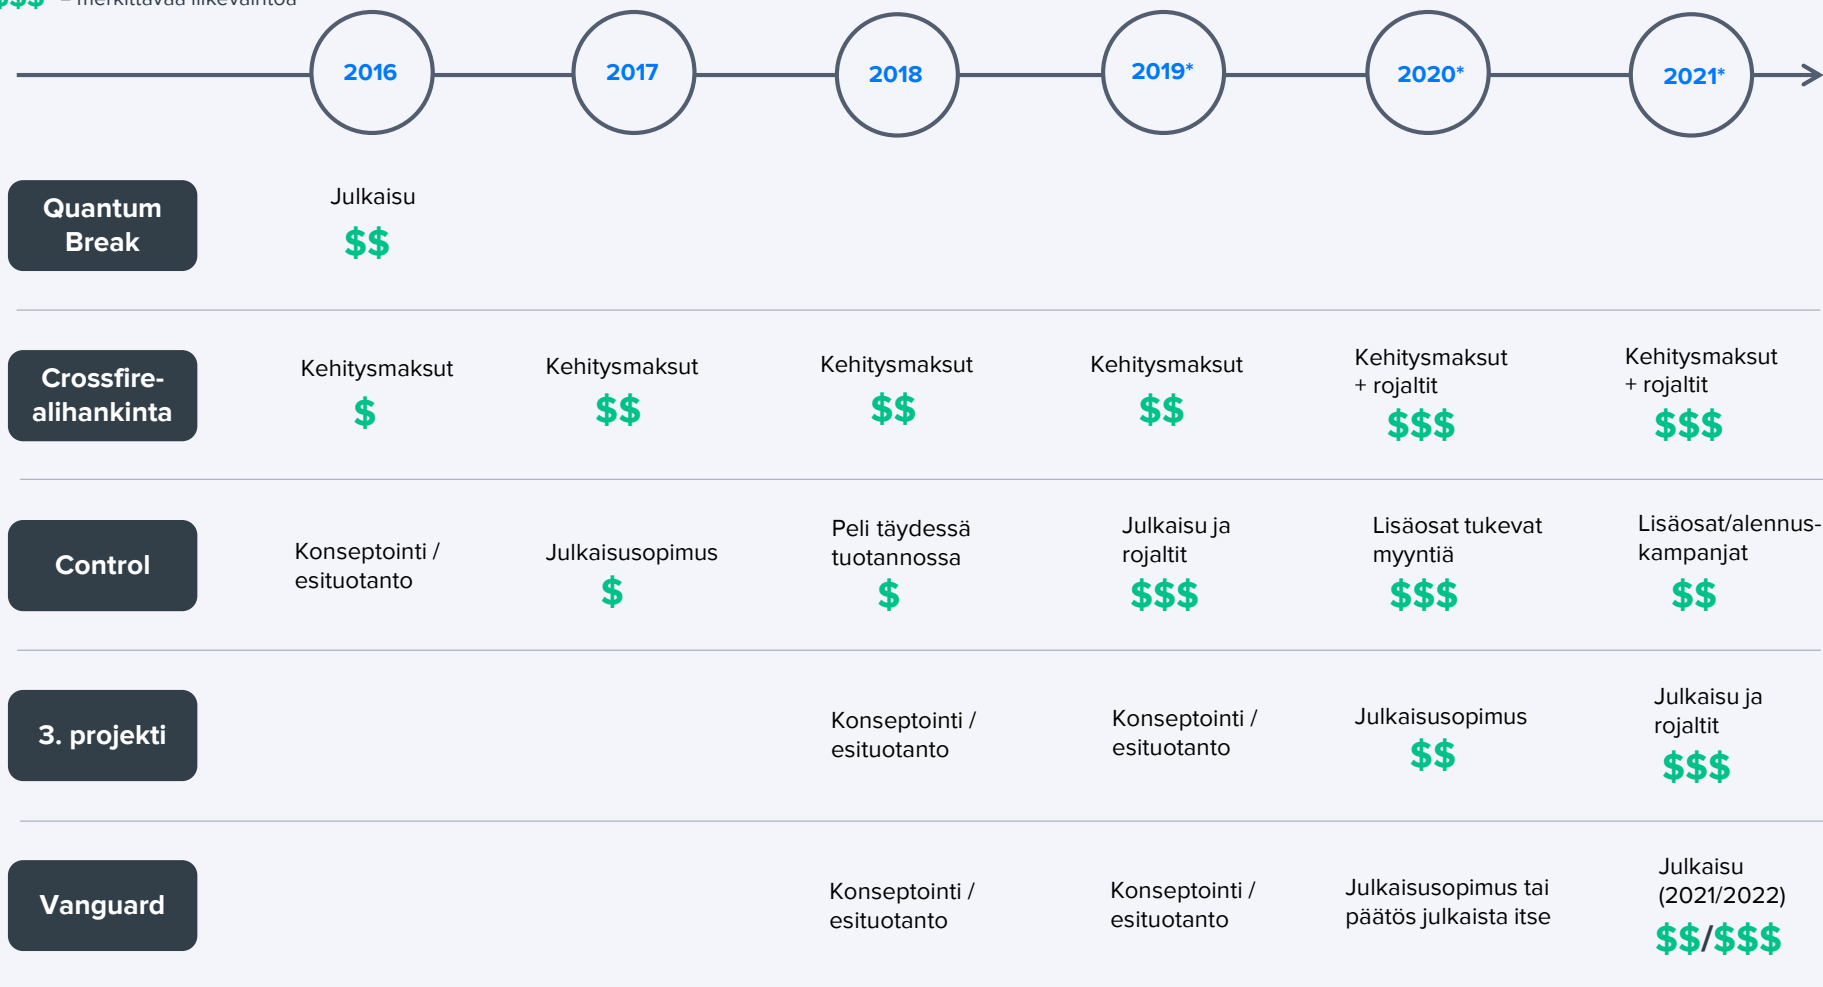 $$$ = merkittävää liikevaihtoa
2016
2017
2018
2019*
2020*
2021*
Quantum
Break
Julkaisu
$$
Crossfire-
alihankinta
Kehitysmaksut
$
Kehitysmaksut
$$
Kehitysmaksut
$$
Kehitysmaksut
$$
Kehitysmaksut
+ rojaltit
$$$
Kehitysmaksut
+ rojaltit
$$$
Control
Konseptointi /
esituotanto
Julkaisusopimus
$
Peli täydessä
tuotannossa
$
Julkaisu ja
rojaltit
$$$
Lisäosat tukevat
myyntiä
$$$
Lisäosat/alennus-
kampanjat
$$
3. projekti
Konseptointi /
esituotanto
Konseptointi /
esituotanto
Julkaisusopimus
$$
Julkaisu ja
rojaltit
$$$
Vanguard
Konseptointi /
esituotanto
Konseptointi /
esituotanto
Julkaisusopimus tai
päätös julkaista itse
Julkaisu
(2021/2022)
$$/$$$